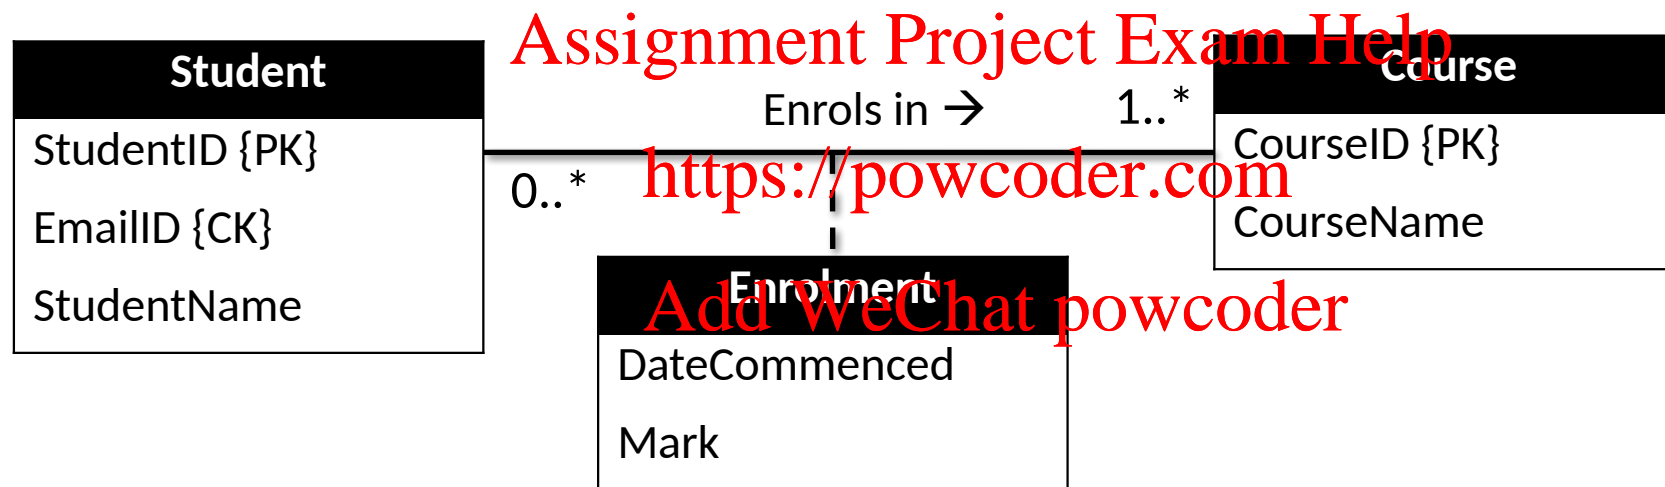 Assignment Project Exam Help
Student
Course
Enrols in →
1..*
StudentID {PK}
CourseID {PK}
https://powcoder.com
0..*
EmailID {CK}
CourseName
Enrolment
Add WeChat powcoder
StudentName
DateCommenced
Mark